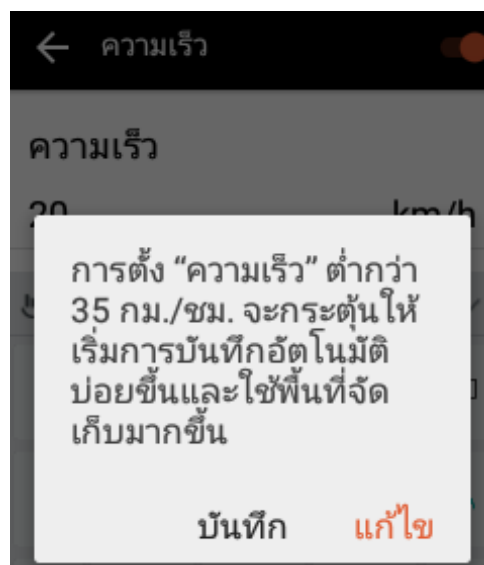 ความเร็ว
ความเร็ว
20 km/h
การตั้ง “ความเร็ว” ต่ำกว่า
35 กม./ชม. จะกระตุ้นให้
เริ่มการบันทึกอัตโนมัติ
บ่อยขึ้นและใช้พื้นที่จัด
เก็บมากขึ้น
บันทึก แก้ไข